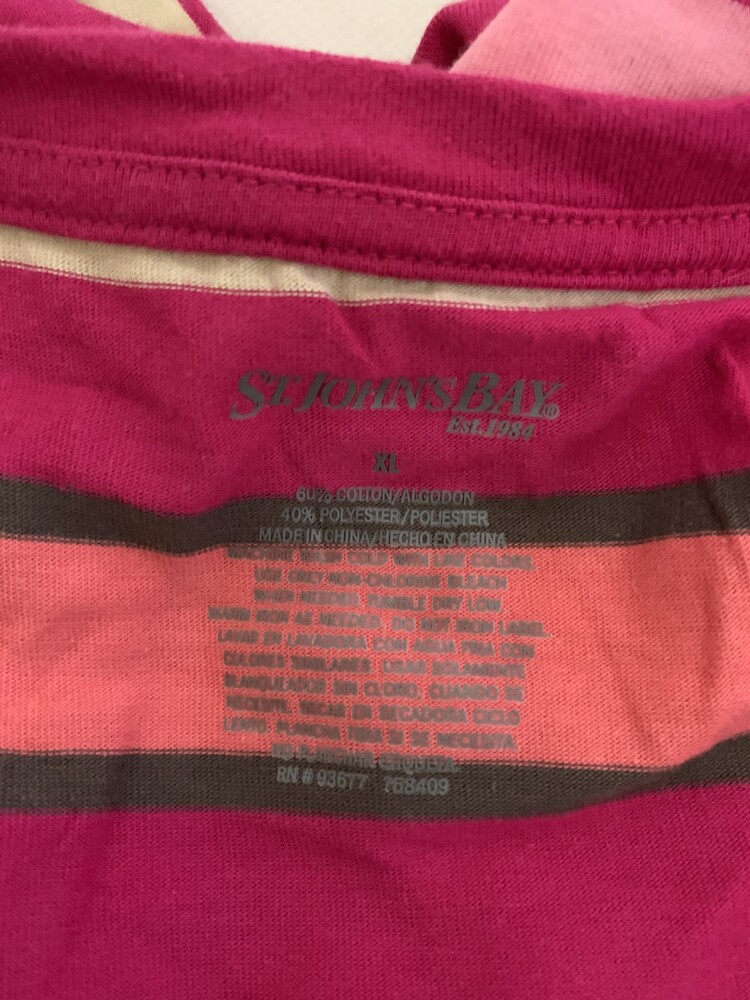 ST. JOHN'S BAY®
Est.1984
XL
60% COTTON/ALGODON
40% POLYESTER/POLIESTER
MADE IN CHINA/HECHO EN CHINA
MACHINE WASH COLD WITH LIKE COLORS.
USE ONLY NON-CHLORINE BLEACH
WHEN NEEDED. TUMBLE DRY LOW.
WARM IRON AS NEEDED. DO NOT IRON LABEL.
LAVAR EN LAVADORA CON AGUA FRIA CON
COLORES SIMILARES. USAR SOLAMENTE
BLANQUEADOR SIN CLORO, CUANDO SE
NECESITE. SECAR EN SECADORA CICLO
LENTO. PLANCHA TIBIA SI SE NECESITA.
NO PLANCHAR ETIQUETA.
RN # 93677 768409